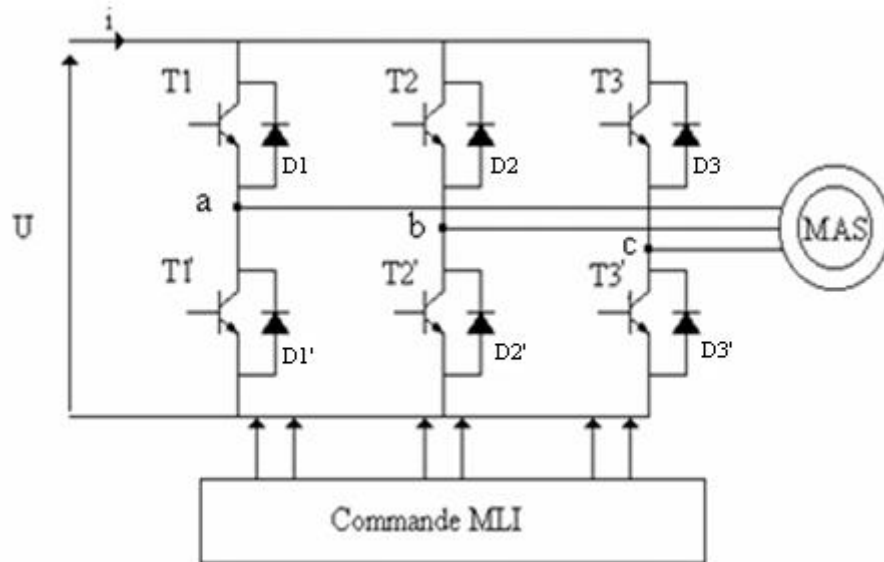 i
T1
T2
T3
D1
D2
D3
a
b
c
U
MAS
T1'
T2'
T3'
D1'
D2'
D3'
Commande MLI